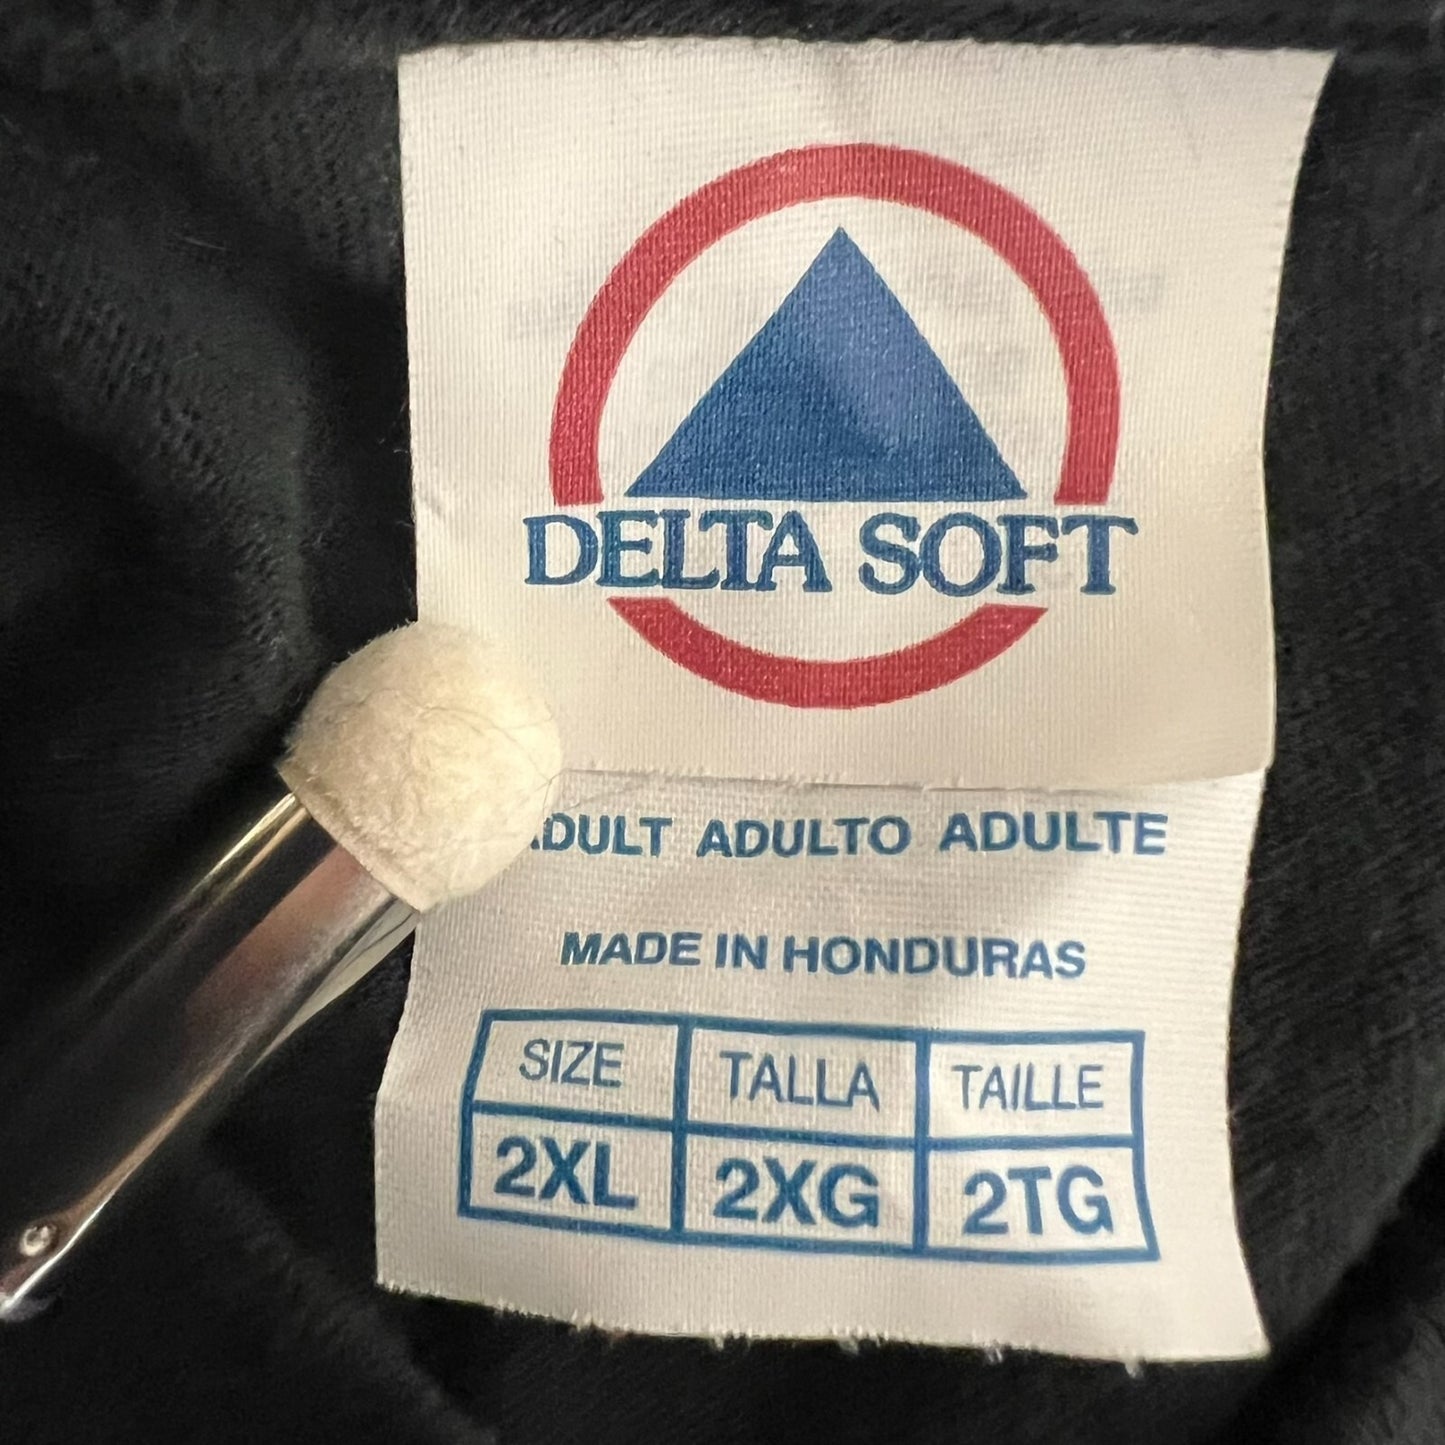 DELTA SOFT
ADULT ADULTO ADULTE
MADE IN HONDURAS
SIZE TALLA TAILLE
2XL 2XG 2TG